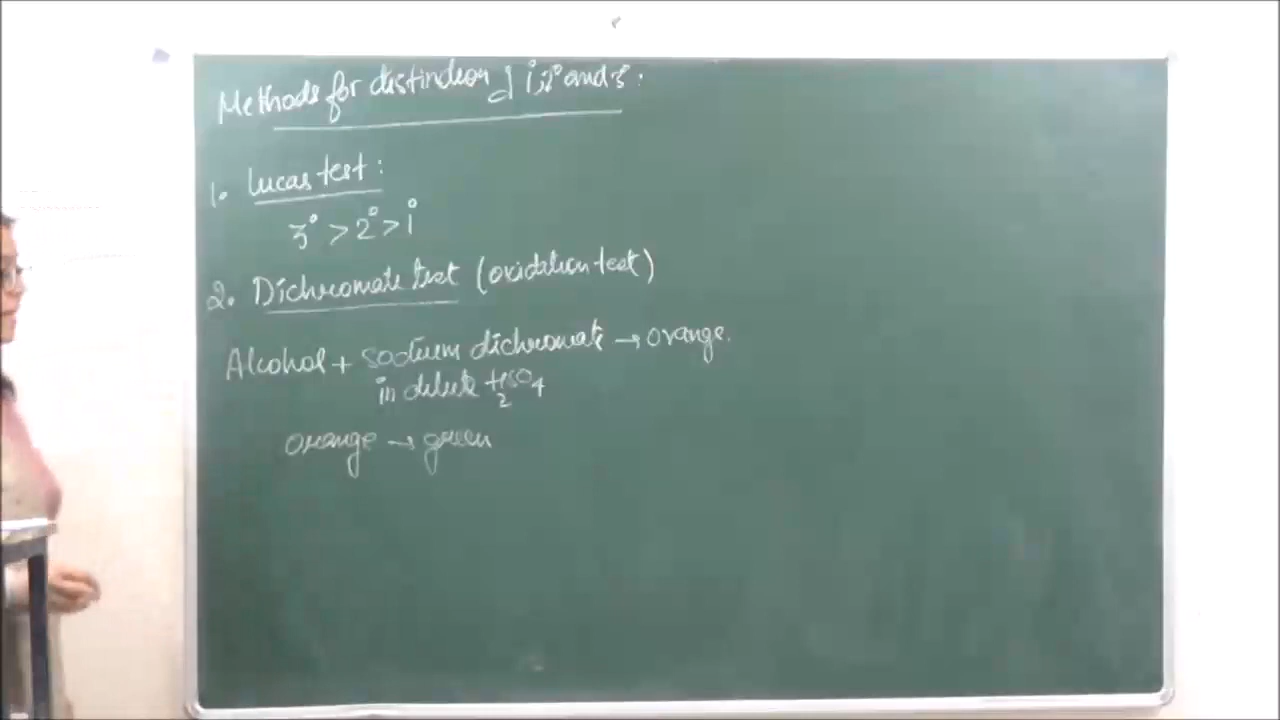 Methods for distinction of 1°,2° and 3°:
1. Lucas test:
3° > 2° > 1°
2. Dichromate test (oxidation test)
Alcohol + sodium dichromate → orange.
in dilute H2SO4
orange → green